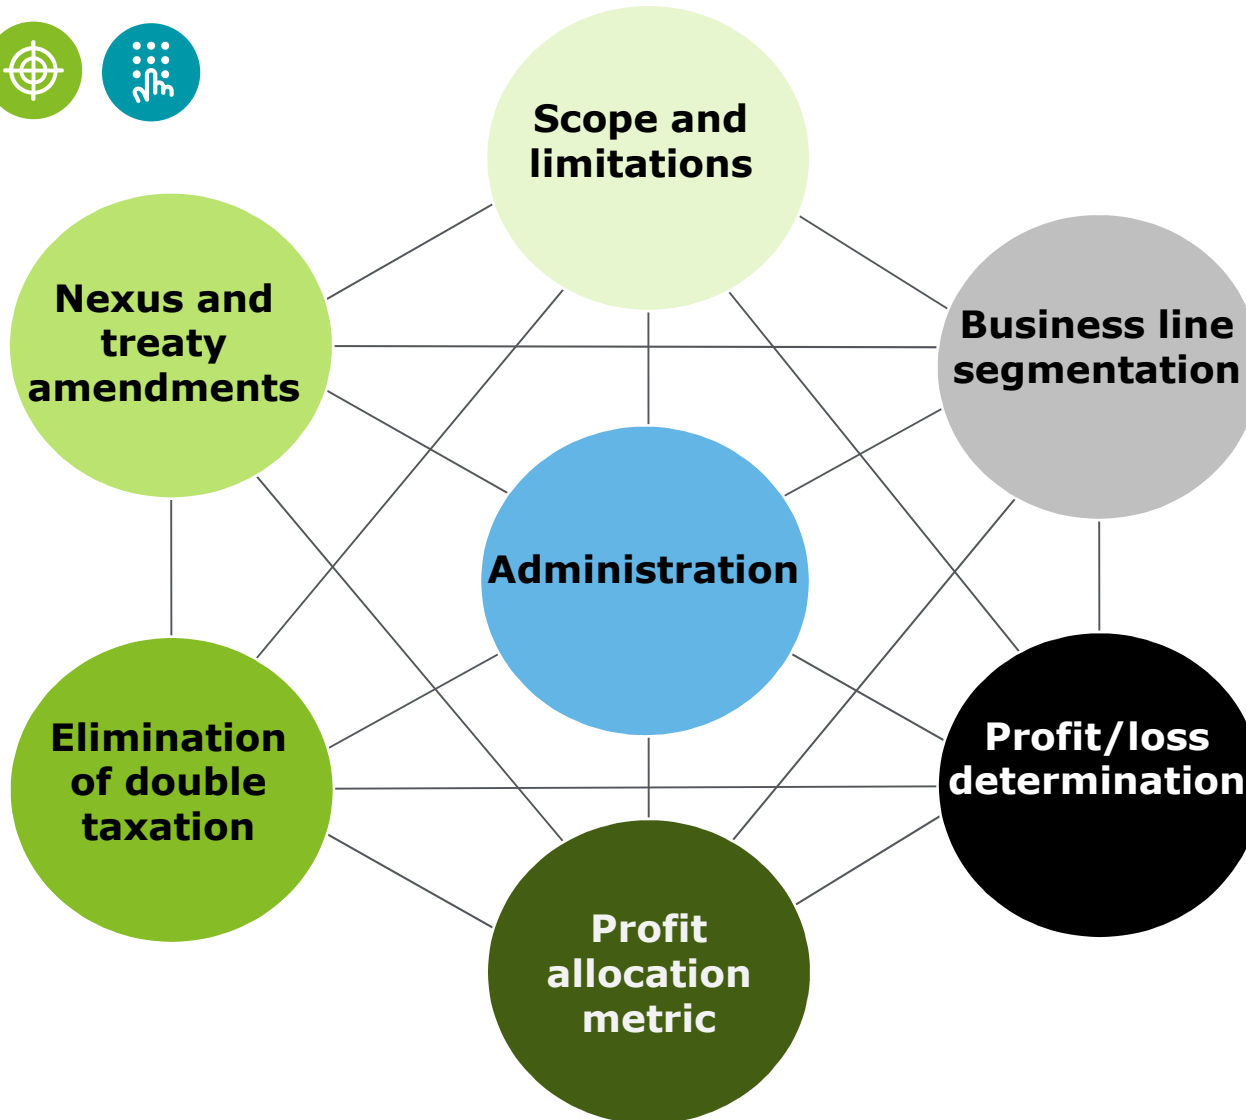 Scope and
limitations
Nexus and
treaty
amendments
Business line
segmentation
Administration
Elimination
of double
taxation
Profit/loss
determination
Profit
allocation
metric